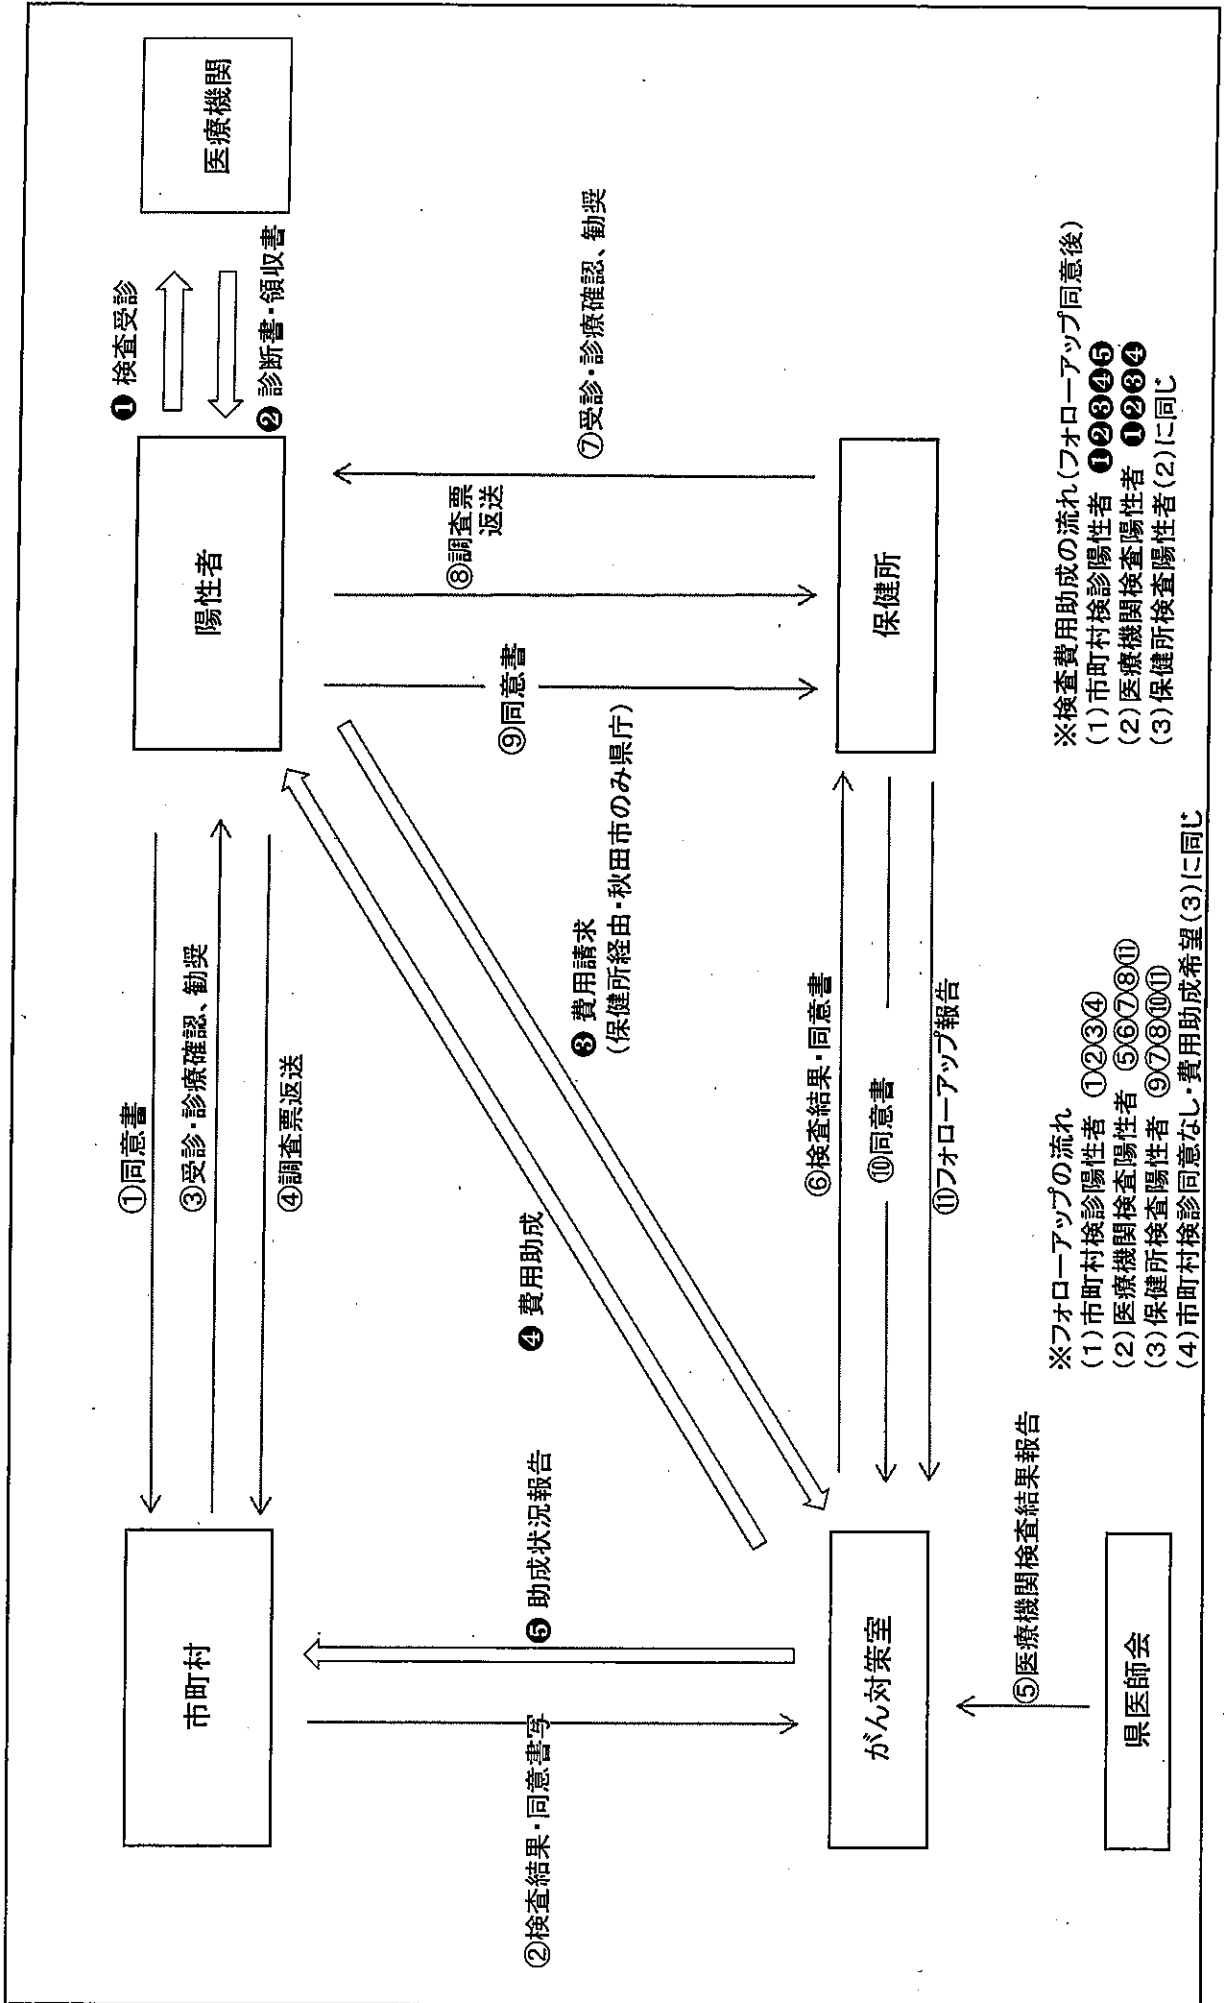 市町村
陽性者
医療機関
❶ 検査受診
❷ 診断書・領収書
①同意書
③受診・診療確認、勧奨
④調査票返送
②検査結果・同意書写
❺ 助成状況報告
❹ 費用助成
❸ 費用請求
(保健所経由・秋田市のみ県庁)
⑨同意書
⑧調査票
返送
⑦受診・診療確認、勧奨
がん対策室
保健所
⑥検査結果・同意書
⑩同意書
⑪フォローアップ報告
⑤医療機関検査結果報告
県医師会
※フォローアップの流れ
(1)市町村検診陽性者 ①②③④
(2)医療機関検査陽性者 ⑤⑥⑦⑧⑪
(3)保健所検査陽性者 ⑨⑦⑧⑩⑪
(4)市町村検診同意なし・費用助成希望(3)に同じ
※検査費用助成の流れ(フォローアップ同意後)
(1)市町村検診陽性者 ❶❷❸❹❺
(2)医療機関検査陽性者 ❶❷❸❹
(3)保健所検査陽性者(2)に同じ